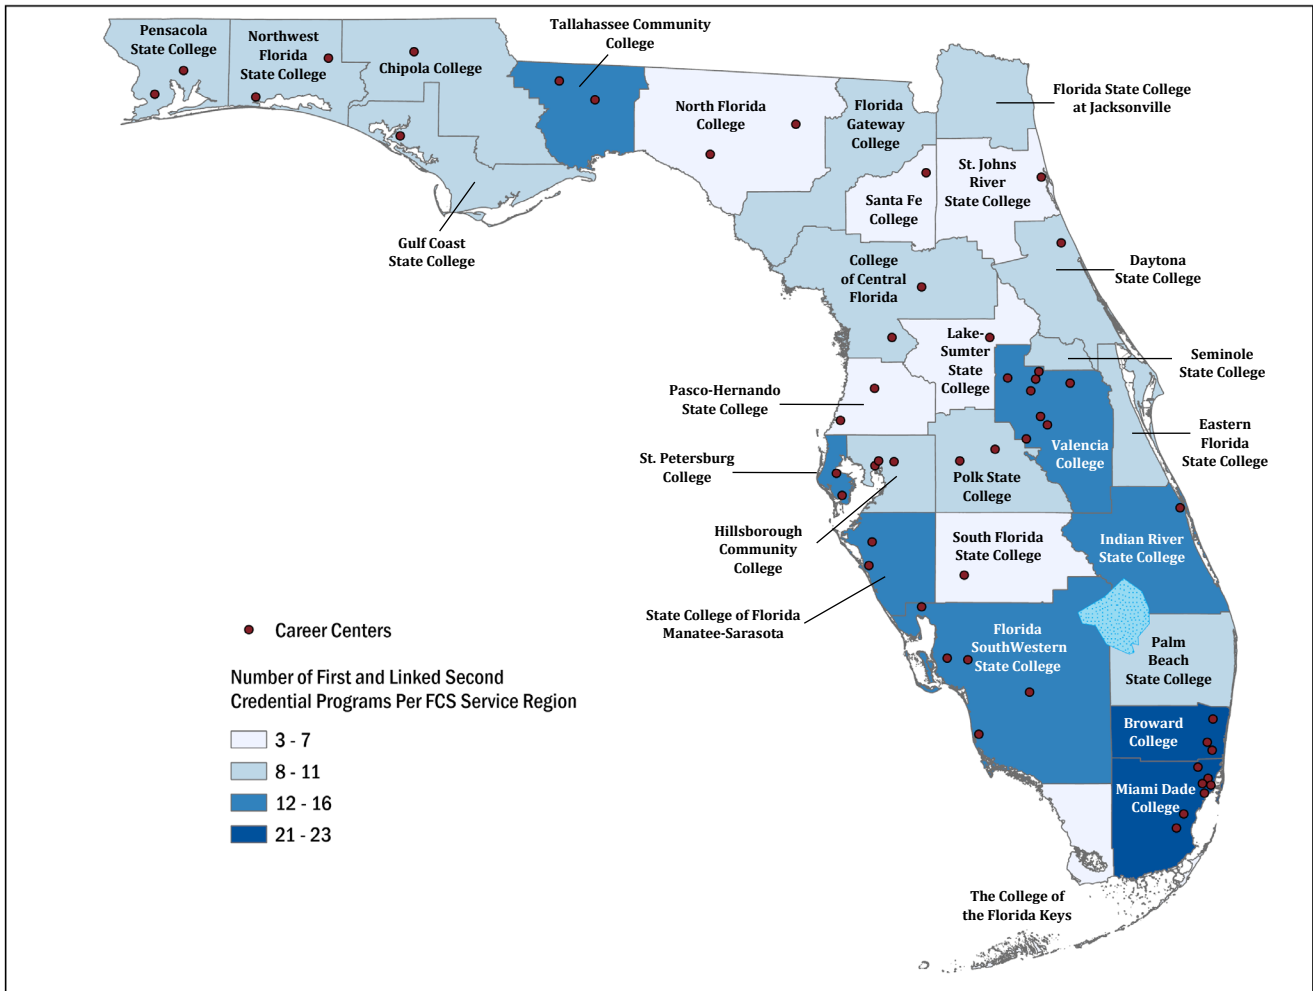 Pensacola
State College
Northwest
Florida
State College
Chipola College
Tallahassee Community
College
North Florida
College
Florida
Gateway
College
Florida State College
at Jacksonville
Santa Fe
College
St. Johns
River
State College
Gulf Coast
State College
College
of Central
Florida
Daytona
State College
Lake-
Sumter
State
College
Seminole
State College
Pasco-Hernando
State College
Eastern
Florida
State College
St. Petersburg
College
Valencia
College
Polk State
College
Hillsborough
Community
College
South Florida
State College
Indian River
State College
State College of Florida
Manatee-Sarasota
Florida
SouthWestern
State College
Palm
Beach
State College
Broward
College
Miami Dade
College
The College of
the Florida Keys
Career Centers
Number of First and Linked Second
Credential Programs Per FCS Service Region
3 - 7
8 - 11
12 - 16
21 - 23